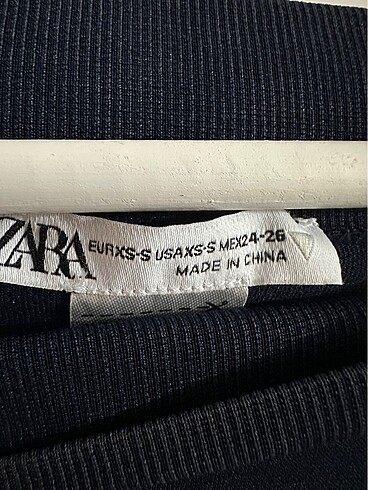 ZARA
EUR XS-S USA XS-S MEX 24-26
MADE IN CHINA